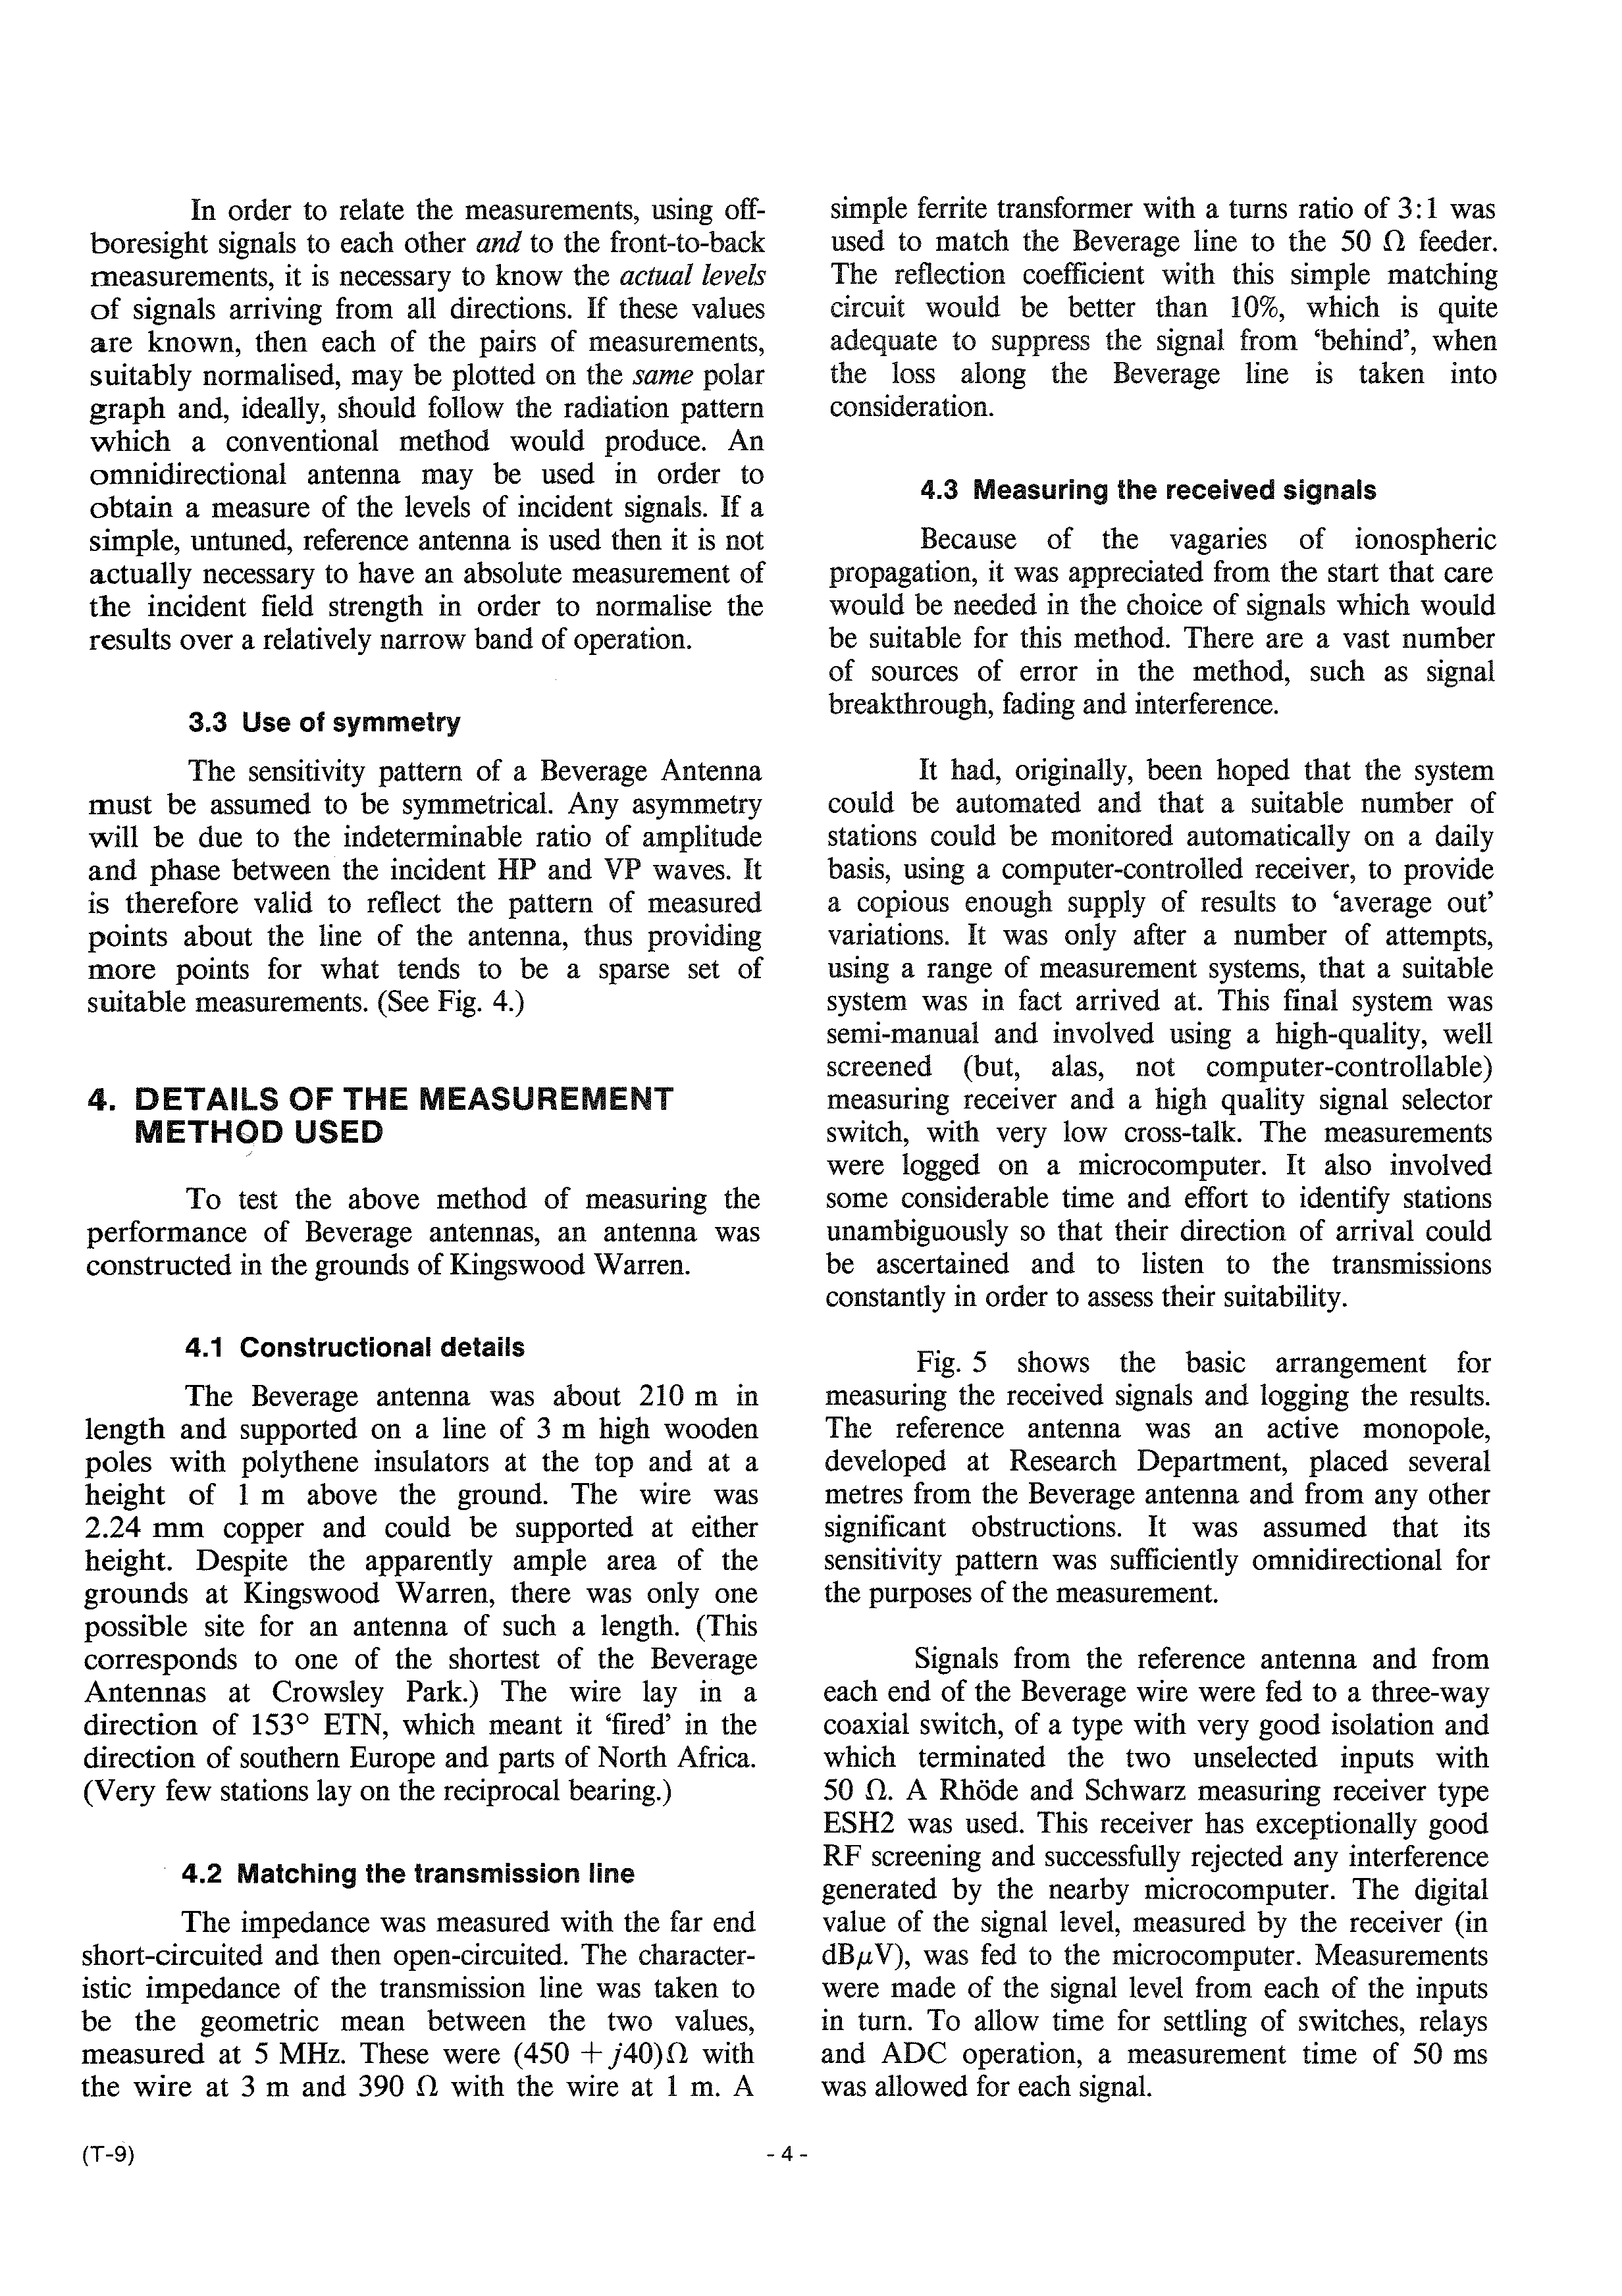 In order to relate the measurements, using off-
boresight signals to each other and to the front-to-back
measurements, it is necessary to know the actual levels
of signals arriving from all directions. If these values
are known, then each of the pairs of measurements,
suitably normalised, may be plotted on the same polar
graph and, ideally, should follow the radiation pattern
which a conventional method would produce. An
omnidirectional antenna may be used in order to
obtain a measure of the levels of incident signals. If a
simple, untuned, reference antenna is used then it is not
actually necessary to have an absolute measurement of
the incident field strength in order to normalise the
results over a relatively narrow band of operation.
3.3 Use of symmetry
The sensitivity pattern of a Beverage Antenna
must be assumed to be symmetrical. Any asymmetry
will be due to the indeterminable ratio of amplitude
and phase between the incident HP and VP waves. It
is therefore valid to reflect the pattern of measured
points about the line of the antenna, thus providing
more points for what tends to be a sparse set of
suitable measurements. (See Fig. 4.)
4. DETAILS OF THE MEASUREMENT
METHOD USED
To test the above method of measuring the
performance of Beverage antennas, an antenna was
constructed in the grounds of Kingswood Warren.
4.1 Constructional details
The Beverage antenna was about 210 m in
length and supported on a line of 3 m high wooden
poles with polythene insulators at the top and at a
height of 1 m above the ground. The wire was
2.24 mm copper and could be supported at either
height. Despite the apparently ample area of the
grounds at Kingswood Warren, there was only one
possible site for an antenna of such a length. (This
corresponds to one of the shortest of the Beverage
Antennas at Crowsley Park.) The wire lay in a
direction of 153° ETN, which meant it ‘fired’ in the
direction of southern Europe and parts of North Africa.
(Very few stations lay on the reciprocal bearing.)
4.2 Matching the transmission line
The impedance was measured with the far end
short-circuited and then open-circuited. The character-
istic impedance of the transmission line was taken to
be the geometric mean between the two values,
measured at 5 MHz. These were (450 + j40)Ω with
the wire at 3 m and 390 Ω with the wire at 1 m. A
simple ferrite transformer with a turns ratio of 3:1 was
used to match the Beverage line to the 50 Ω feeder.
The reflection coefficient with this simple matching
circuit would be better than 10%, which is quite
adequate to suppress the signal from ‘behind’, when
the loss along the Beverage line is taken into
consideration.
4.3 Measuring the received signals
Because of the vagaries of ionospheric
propagation, it was appreciated from the start that care
would be needed in the choice of signals which would
be suitable for this method. There are a vast number
of sources of error in the method, such as signal
breakthrough, fading and interference.
It had, originally, been hoped that the system
could be automated and that a suitable number of
stations could be monitored automatically on a daily
basis, using a computer-controlled receiver, to provide
a copious enough supply of results to ‘average out’
variations. It was only after a number of attempts,
using a range of measurement systems, that a suitable
system was in fact arrived at. This final system was
semi-manual and involved using a high-quality, well
screened (but, alas, not computer-controllable)
measuring receiver and a high quality signal selector
switch, with very low cross-talk. The measurements
were logged on a microcomputer. It also involved
some considerable time and effort to identify stations
unambiguously so that their direction of arrival could
be ascertained and to listen to the transmissions
constantly in order to assess their suitability.
Fig. 5 shows the basic arrangement for
measuring the received signals and logging the results.
The reference antenna was an active monopole,
developed at Research Department, placed several
metres from the Beverage antenna and from any other
significant obstructions. It was assumed that its
sensitivity pattern was sufficiently omnidirectional for
the purposes of the measurement.
Signals from the reference antenna and from
each end of the Beverage wire were fed to a three-way
coaxial switch, of a type with very good isolation and
which terminated the two unselected inputs with
50 Ω. A Rhöde and Schwarz measuring receiver type
ESH2 was used. This receiver has exceptionally good
RF screening and successfully rejected any interference
generated by the nearby microcomputer. The digital
value of the signal level, measured by the receiver (in
dBμV), was fed to the microcomputer. Measurements
were made of the signal level from each of the inputs
in turn. To allow time for settling of switches, relays
and ADC operation, a measurement time of 50 ms
was allowed for each signal.
(T-9)
- 4 -